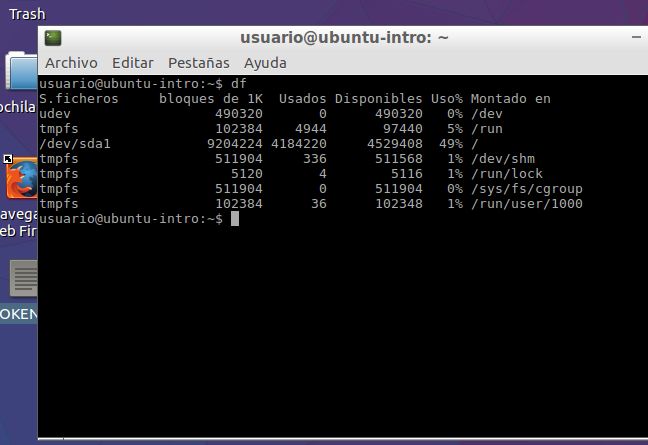 Trash
usuario@ubuntu-intro: ~
Archivo Editar Pestañas Ayuda
usuario@ubuntu-intro:~$ df
S.ficheros     bloques de 1K  Usados Disponibles Uso% Montado en
udev                  490320       0      490320   0% /dev
tmpfs                 102384    4944       97440   5% /run
/dev/sda1            9204224 4184220     4529408  49% /
tmpfs                 511904     336      511568   1% /dev/shm
tmpfs                   5120       4        5116   1% /run/lock
tmpfs                 511904       0      511904   0% /sys/fs/cgroup
tmpfs                 102384      36      102348   1% /run/user/1000
usuario@ubuntu-intro:~$
ochila
avega
eb Fir
OKEN